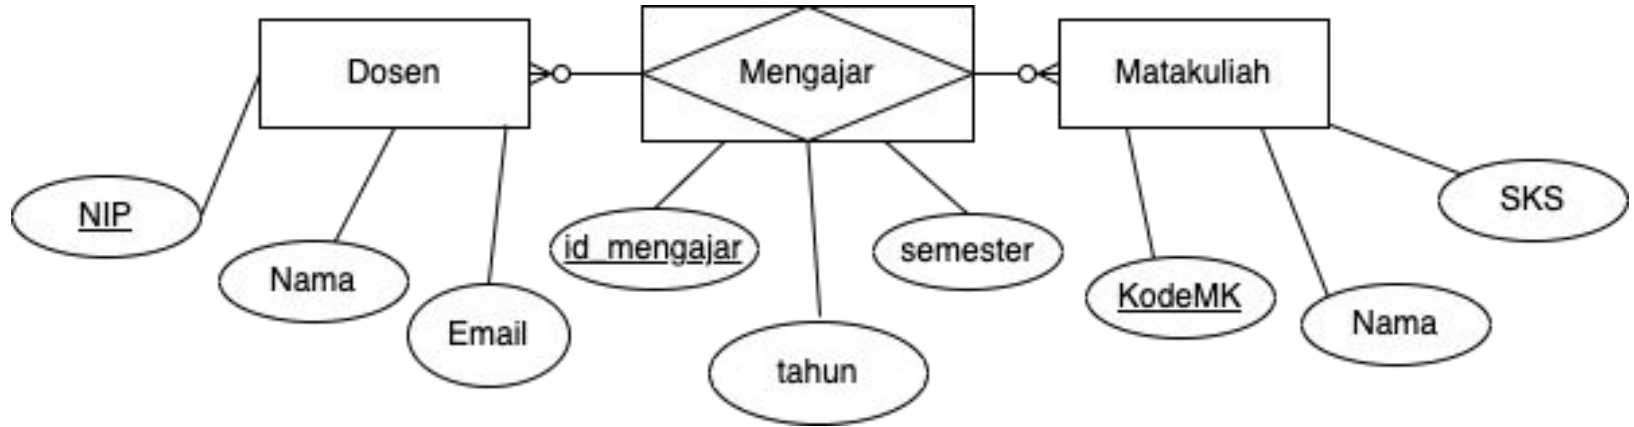 Dosen
Mengajar
Matakuliah
NIP
Nama
Email
id_mengajar
tahun
semester
KodeMK
Nama
SKS